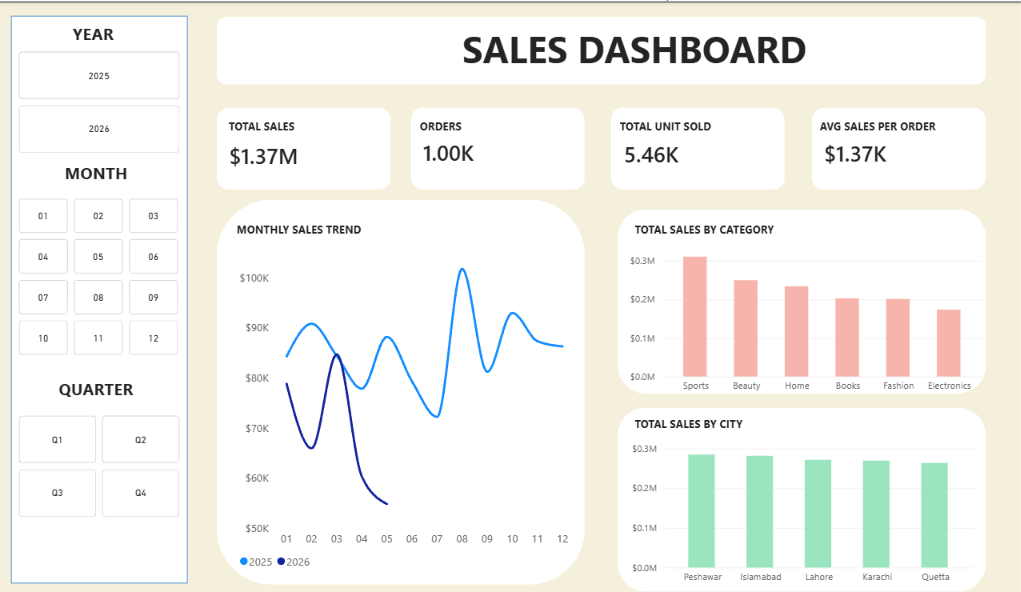 YEAR
2025
2026
MONTH
01 02 03
04 05 06
07 08 09
10 11 12
QUARTER
Q1 Q2
Q3 Q4
SALES DASHBOARD
TOTAL SALES
$1.37M
ORDERS
1.00K
TOTAL UNIT SOLD
5.46K
AVG SALES PER ORDER
$1.37K
MONTHLY SALES TREND
$100K
$90K
$80K
$70K
$60K
$50K
01 02 03 04 05 06 07 08 09 10 11 12
2025 2026
TOTAL SALES BY CATEGORY
$0.3M
$0.2M
$0.1M
$0.0M
Sports Beauty Home Books Fashion Electronics
TOTAL SALES BY CITY
$0.3M
$0.2M
$0.1M
$0.0M
Peshawar Islamabad Lahore Karachi Quetta